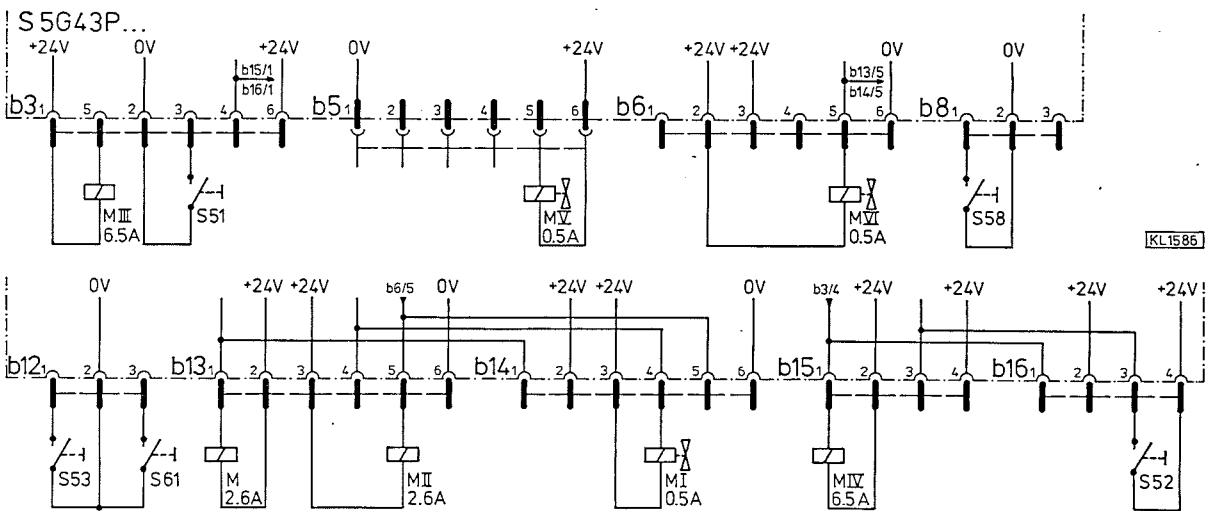 S5G43P...
+24V 0V +24V 0V +24V +24V +24V 0V 0V
b15/1 b13/5
b16/1 b14/5
b3 1 5 2 3 4 6 b5 1 2 3 4 5 6 b6 1 2 3 4 5 6 b8 1 2 3
S51 S58
MIII MV MVI
6.5A 0.5A 0.5A
KL1586
0V +24V +24V b6/5 0V +24V +24V 0V b3/4 +24V +24V +24V +24V
b12 1 2 3 b13 1 2 3 4 5 6 b14 1 2 3 4 5 6 b15 1 2 3 4 b16 1 2 3 4
S53 S61 M MII MI MIV S52
2.6A 2.6A 0.5A 6.5A